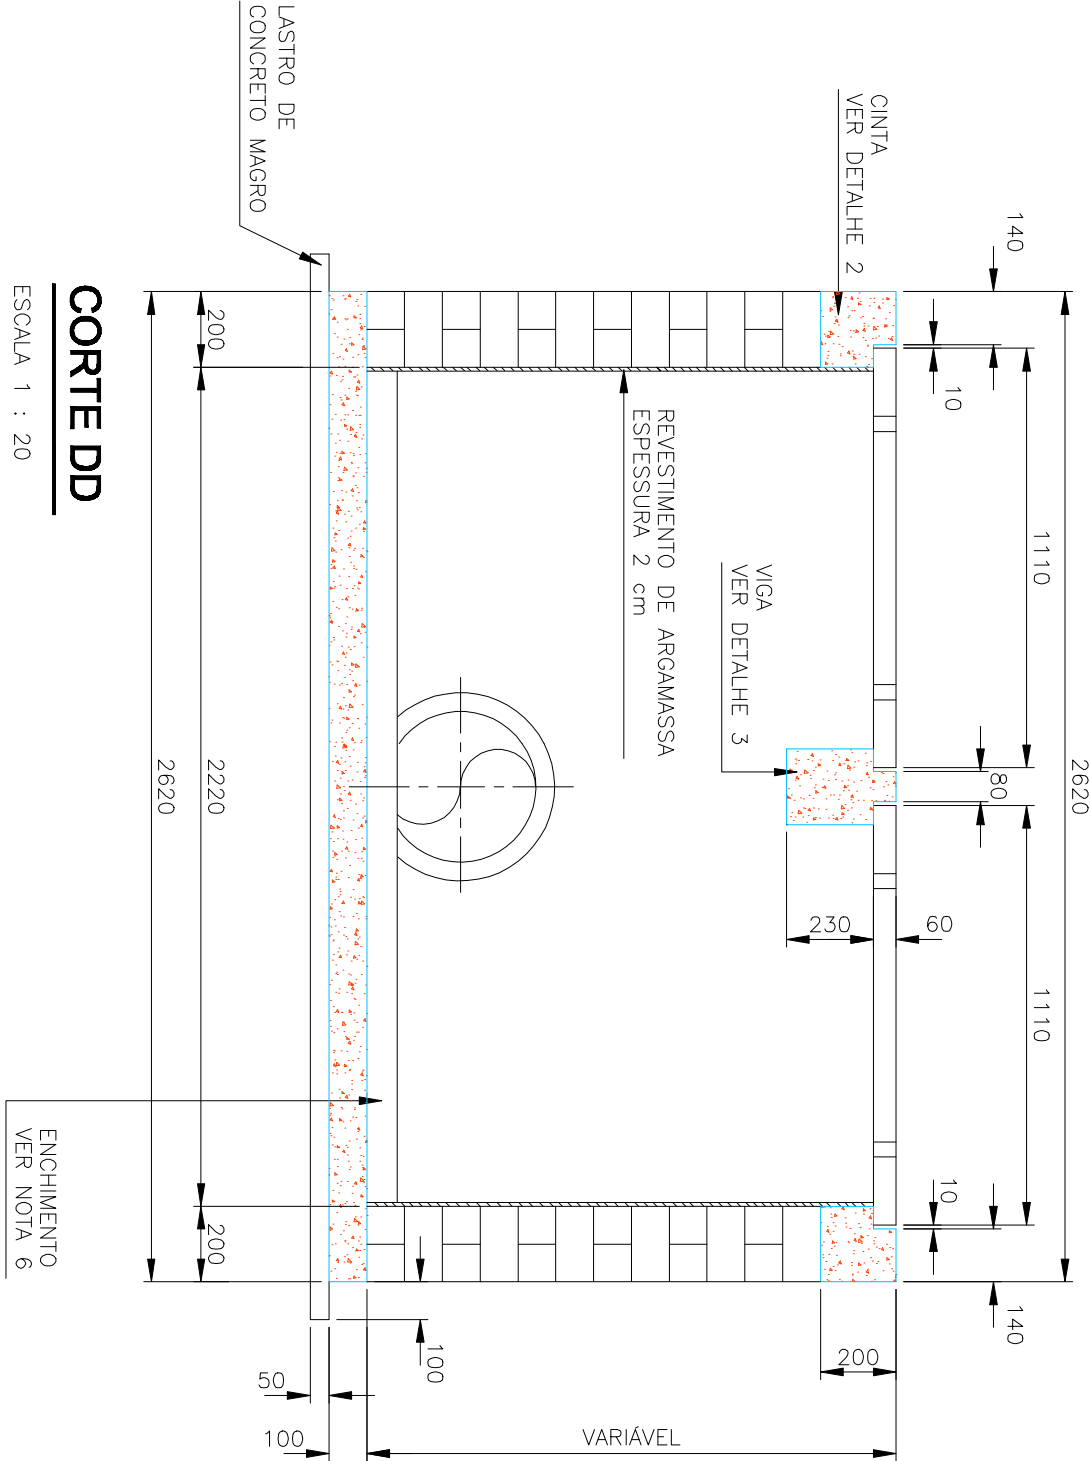 2620
140
1110
80
1110
140
10
10
CINTA
VER DETALHE 2
60
230
VIGA
VER DETALHE 3
200
REVESTIMENTO DE ARGAMASSA
ESPESSURA 2 cm
VARIÁVEL
100
LASTRO DE
CONCRETO MAGRO
50
100
200
2220
200
2620
ENCHIMENTO
VER NOTA 6
CORTE DD
ESCALA 1 : 20